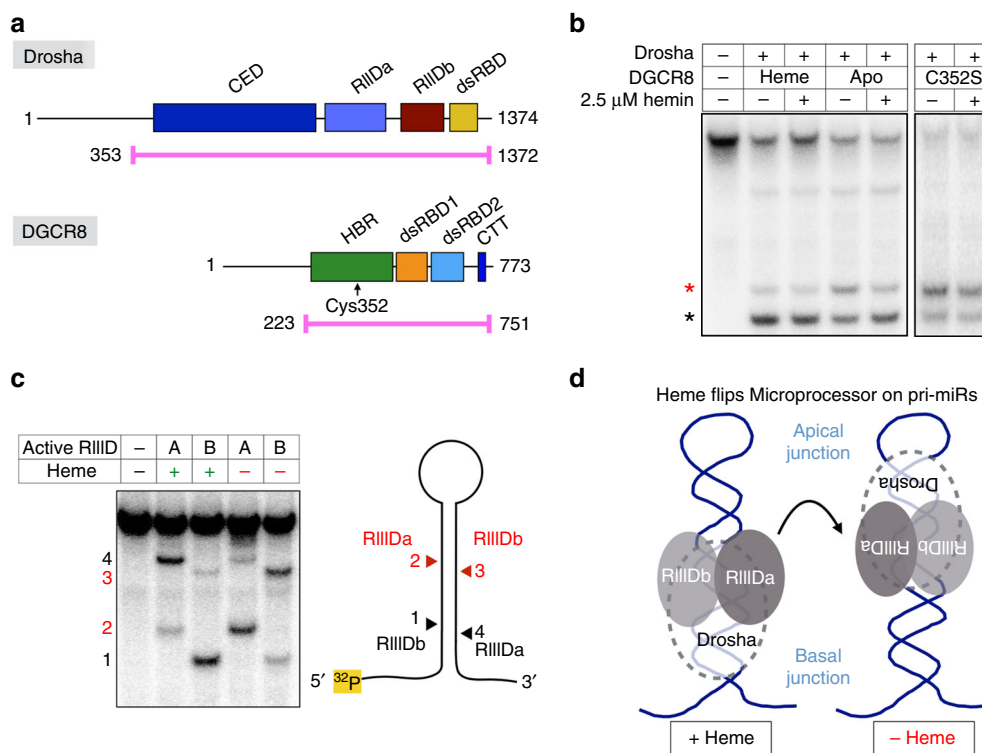 a
Drosha
CED
RIIIDa
RIIIDb
dsRBD
1
1374
353
1372
DGCR8
HBR
dsRBD1
dsRBD2
CTT
1
773
Cys352
223
751
b
Drosha – + + + + + +
DGCR8 – Heme Apo C352S
2.5 μM hemin – – + – + – +
*
*
c
Active RIIID – A B A B
Heme – + + – –
4
3
2
1
RIIIDa RIIIDb
2 3
1 4
RIIIDb RIIIDa
5′ ³²P 3′
d
Heme flips Microprocessor on pri-miRs
Apical
junction
Drosha
RIIIDa RIIIDb
RIIIDb RIIIDa
Drosha
Basal
junction
+ Heme – Heme